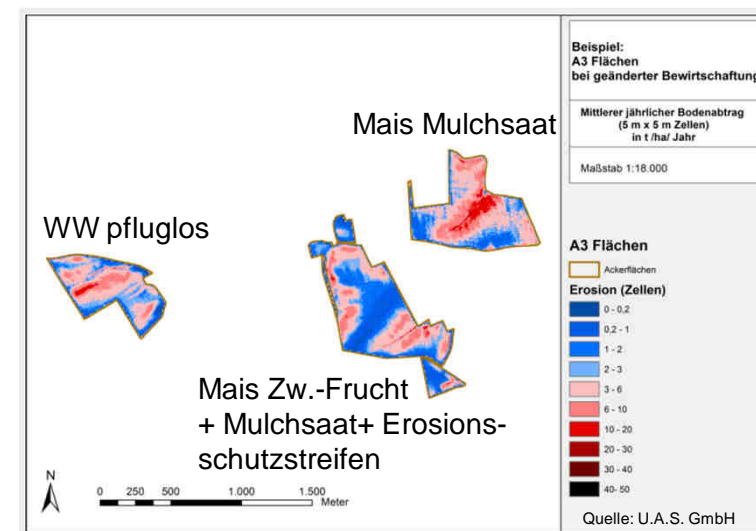 Beispiel:
A3 Flächen
bei geänderter Bewirtschaftung
Mittlerer jährlicher Bodenabtrag
(5 m x 5 m Zellen)
in t /ha/ Jahr
Maßstab 1:18.000
Mais Mulchsaat
WW pfluglos
Mais Zw.-Frucht
+ Mulchsaat+ Erosions-
schutzstreifen
A3 Flächen
Ackerflächen
Erosion (Zellen)
0 - 0,2
0,2 - 1
1 - 2
2 - 3
3 - 6
6 - 10
10 - 20
20 - 30
30 - 40
40- 50
N
0 250 500 1.000 1.500
Meter
Quelle: U.A.S. GmbH